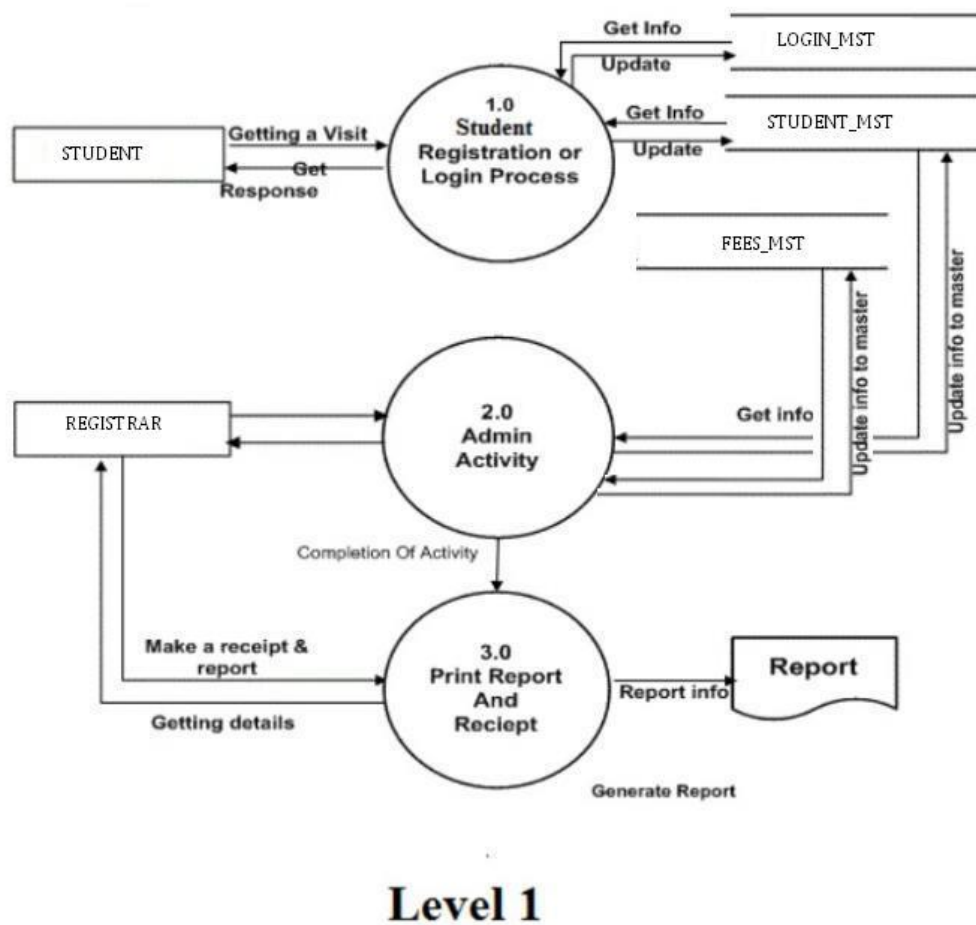 Get Info
LOGIN_MST
Update
1.0
Student
Registration or
Login Process
Get Info
STUDENT_MST
Update
Getting a Visit
STUDENT
Get
Response
FEES_MST
Update info to master
Update info to master
REGISTRAR
2.0
Admin
Activity
Get info
Completion Of Activity
Make a receipt &
report
3.0
Print Report
And
Reciept
Report info
Report
Getting details
Generate Report
Level 1